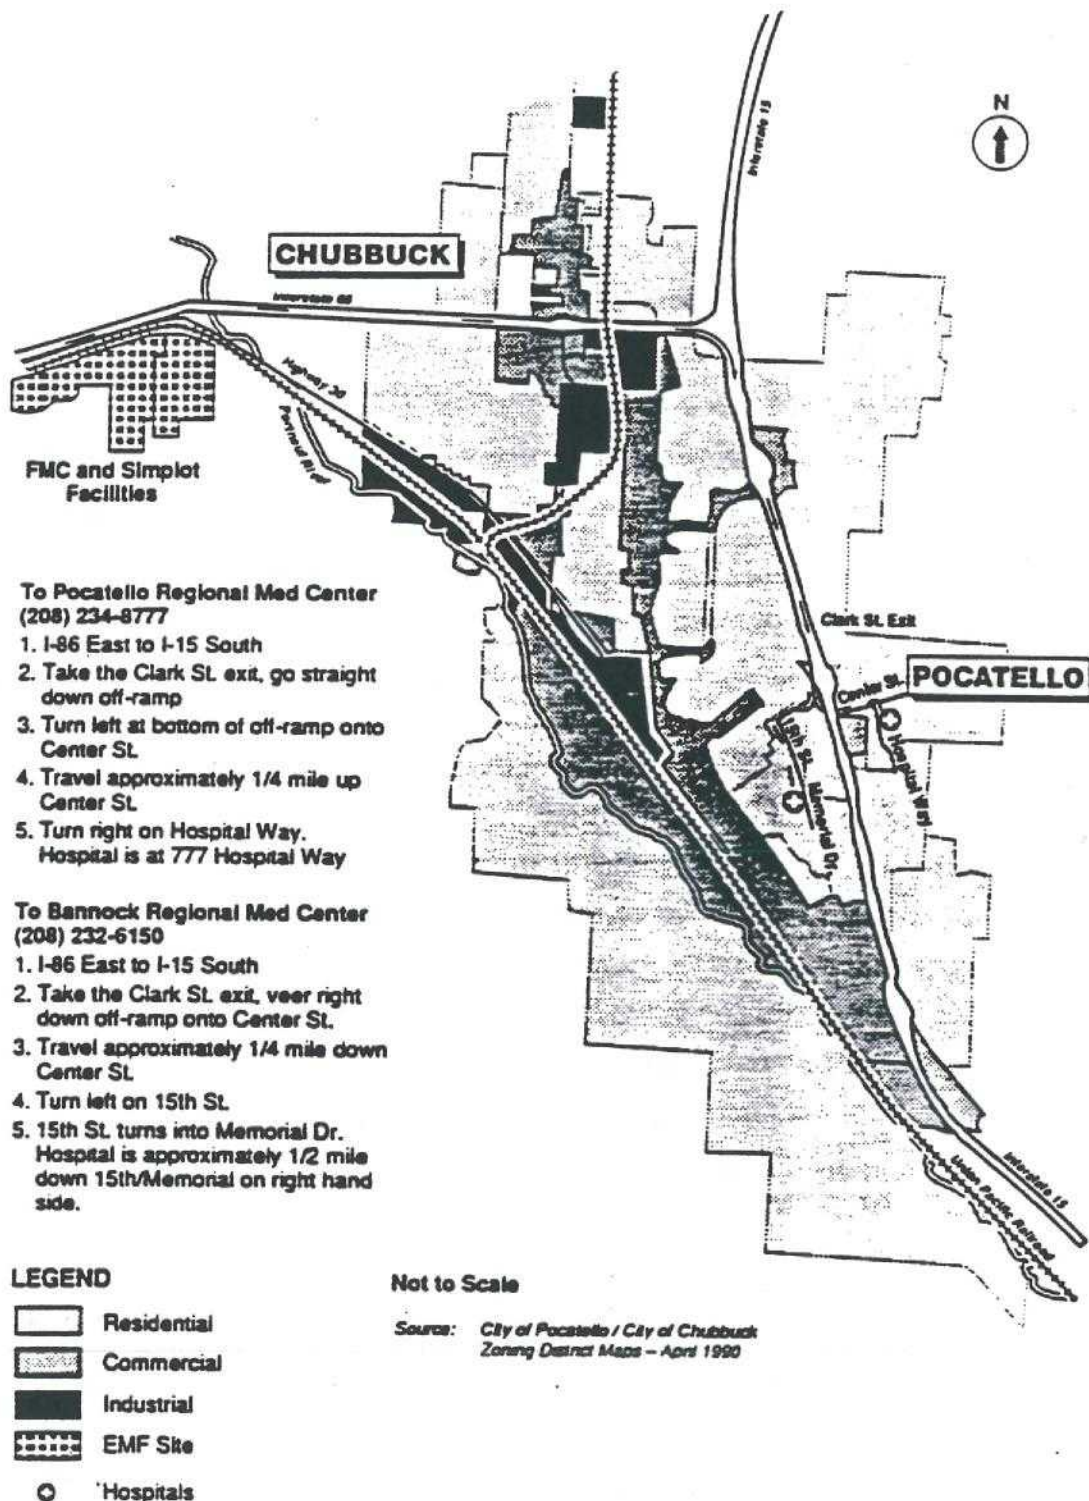 N
Interstate 15
CHUBBUCK
Interstate 86
Highway 30
Portneuf River
FMC and Simplot
Facilities
To Pocatello Regional Med Center
(208) 234-8777
1. I-86 East to I-15 South
2. Take the Clark St. exit, go straight
down off-ramp
3. Turn left at bottom of off-ramp onto
Center St.
4. Travel approximately 1/4 mile up
Center St.
5. Turn right on Hospital Way.
Hospital is at 777 Hospital Way
Clark St. Exit
POCATELLO
Center St.
Hospital Way
15th St.
Memorial Dr.
To Bannock Regional Med Center
(208) 232-6150
1. I-86 East to I-15 South
2. Take the Clark St. exit, veer right
down off-ramp onto Center St.
3. Travel approximately 1/4 mile down
Center St.
4. Turn left on 15th St.
5. 15th St. turns into Memorial Dr.
Hospital is approximately 1/2 mile
down 15th/Memorial on right hand
side.
Interstate 15
Union Pacific Railroad
LEGEND
Residential
Commercial
Industrial
EMF Site
Hospitals
Not to Scale
Source: City of Pocatello / City of Chubbuck
Zoning District Maps – April 1990